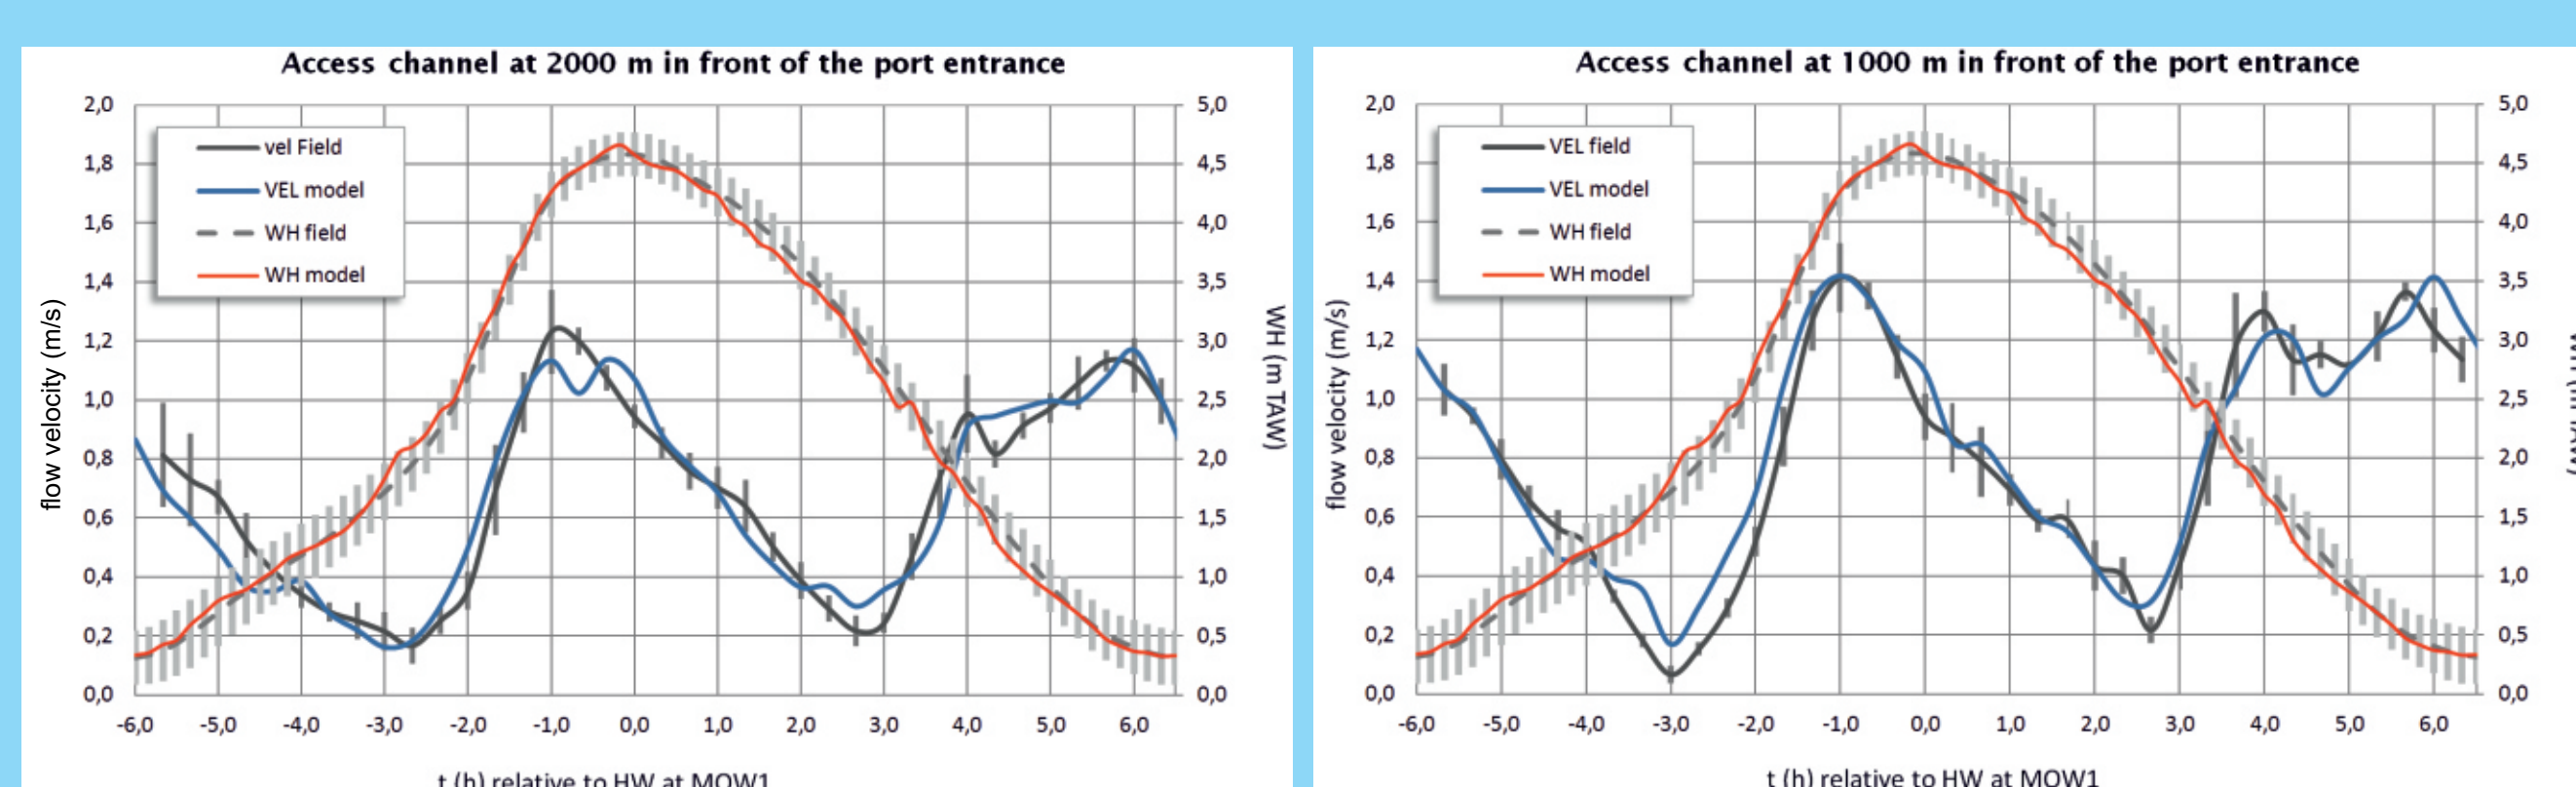 Access channel at 2000 m in front of the port entrance
2,0
1,8
1,6
1,4
1,2
1,0
0,8
0,6
0,4
0,2
0,0
flow velocity (m/s)
vel Field
VEL model
WH field
WH model
5,0
4,5
4,0
3,5
3,0
2,5
2,0
1,5
1,0
0,5
0,0
WH (m TAW)
-6,0 -5,0 -4,0 -3,0 -2,0 -1,0 0,0 1,0 2,0 3,0 4,0 5,0 6,0
t (h) relative to HW at MOW1
Access channel at 1000 m in front of the port entrance
2,0
1,8
1,6
1,4
1,2
1,0
0,8
0,6
0,4
0,2
0,0
flow velocity (m/s)
VEL field
VEL model
WH field
WH model
5,0
4,5
4,0
3,5
3,0
2,5
2,0
1,5
1,0
0,5
0,0
-6,0 -5,0 -4,0 -3,0 -2,0 -1,0 0,0 1,0 2,0 3,0 4,0 5,0 6,0
t (h) relative to HW at MOW1